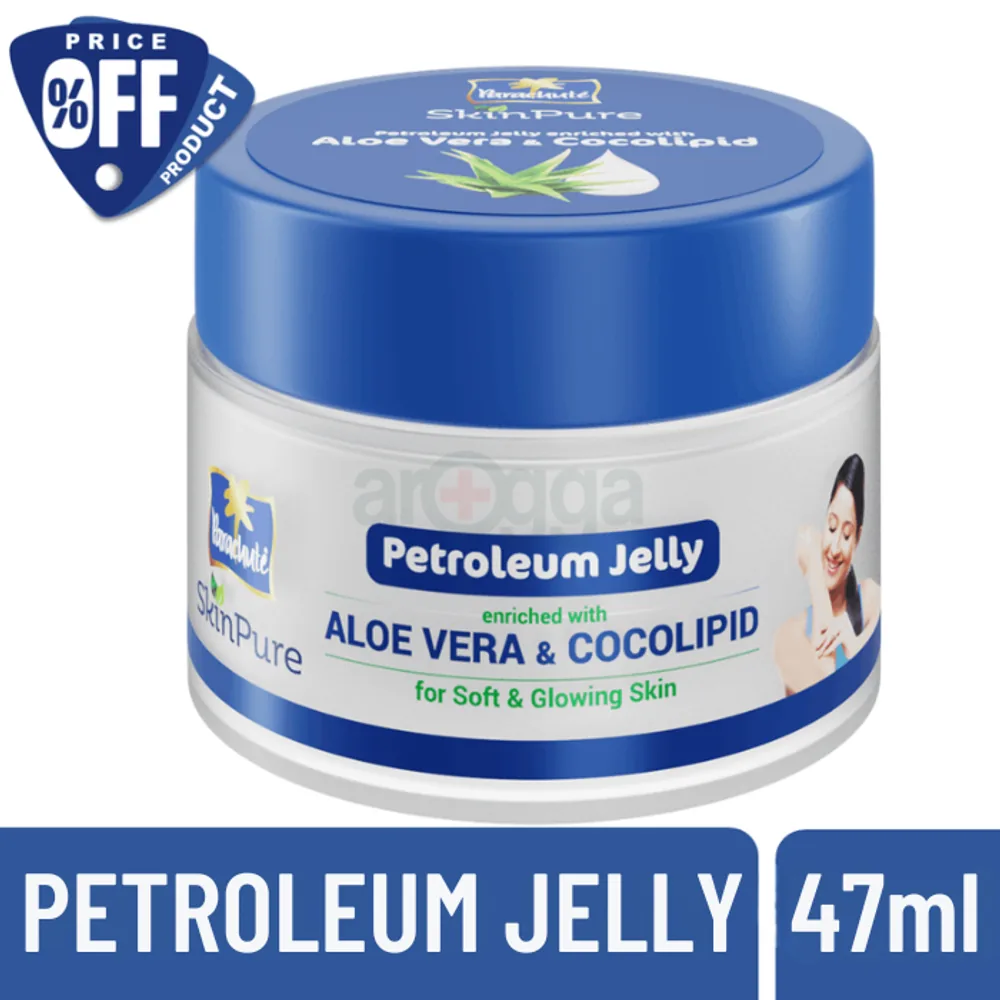 PRICE
%OFF
PRODUCT
Parachute
SkinPure
Petroleum Jelly enriched with
Aloe Vera & Cocolipid
arogga
Petroleum Jelly
enriched with
ALOE VERA & COCOLIPID
for Soft & Glowing Skin
Parachute
SkinPure
PETROLEUM JELLY
47ml